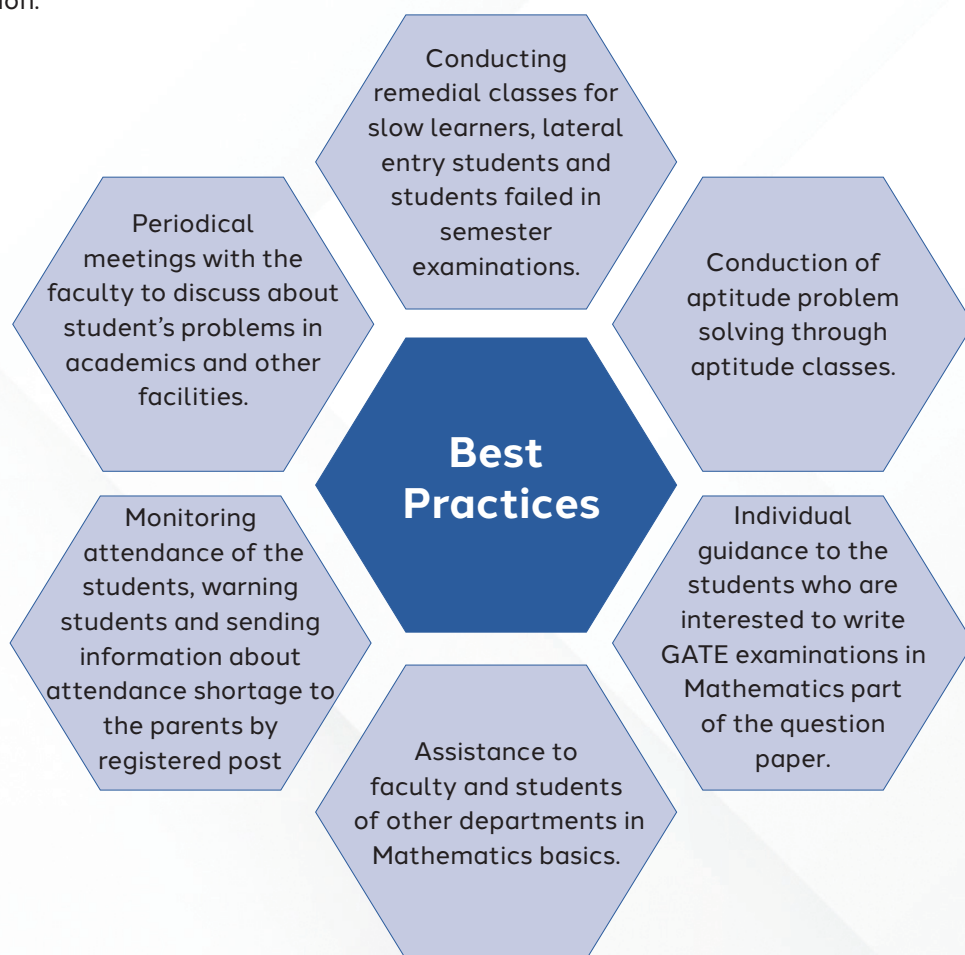 Conducting
remedial classes for
slow learners, lateral
entry students and
students failed in
semester
examinations.
Periodical
meetings with the
faculty to discuss about
student’s problems in
academics and other
facilities.
Conduction of
aptitude problem
solving through
aptitude classes.
Best
Practices
Monitoring
attendance of the
students, warning
students and sending
information about
attendance shortage to
the parents by
registered post
Individual
guidance to the
students who are
interested to write
GATE examinations in
Mathematics part
of the question
paper.
Assistance to
faculty and students
of other departments in
Mathematics basics.